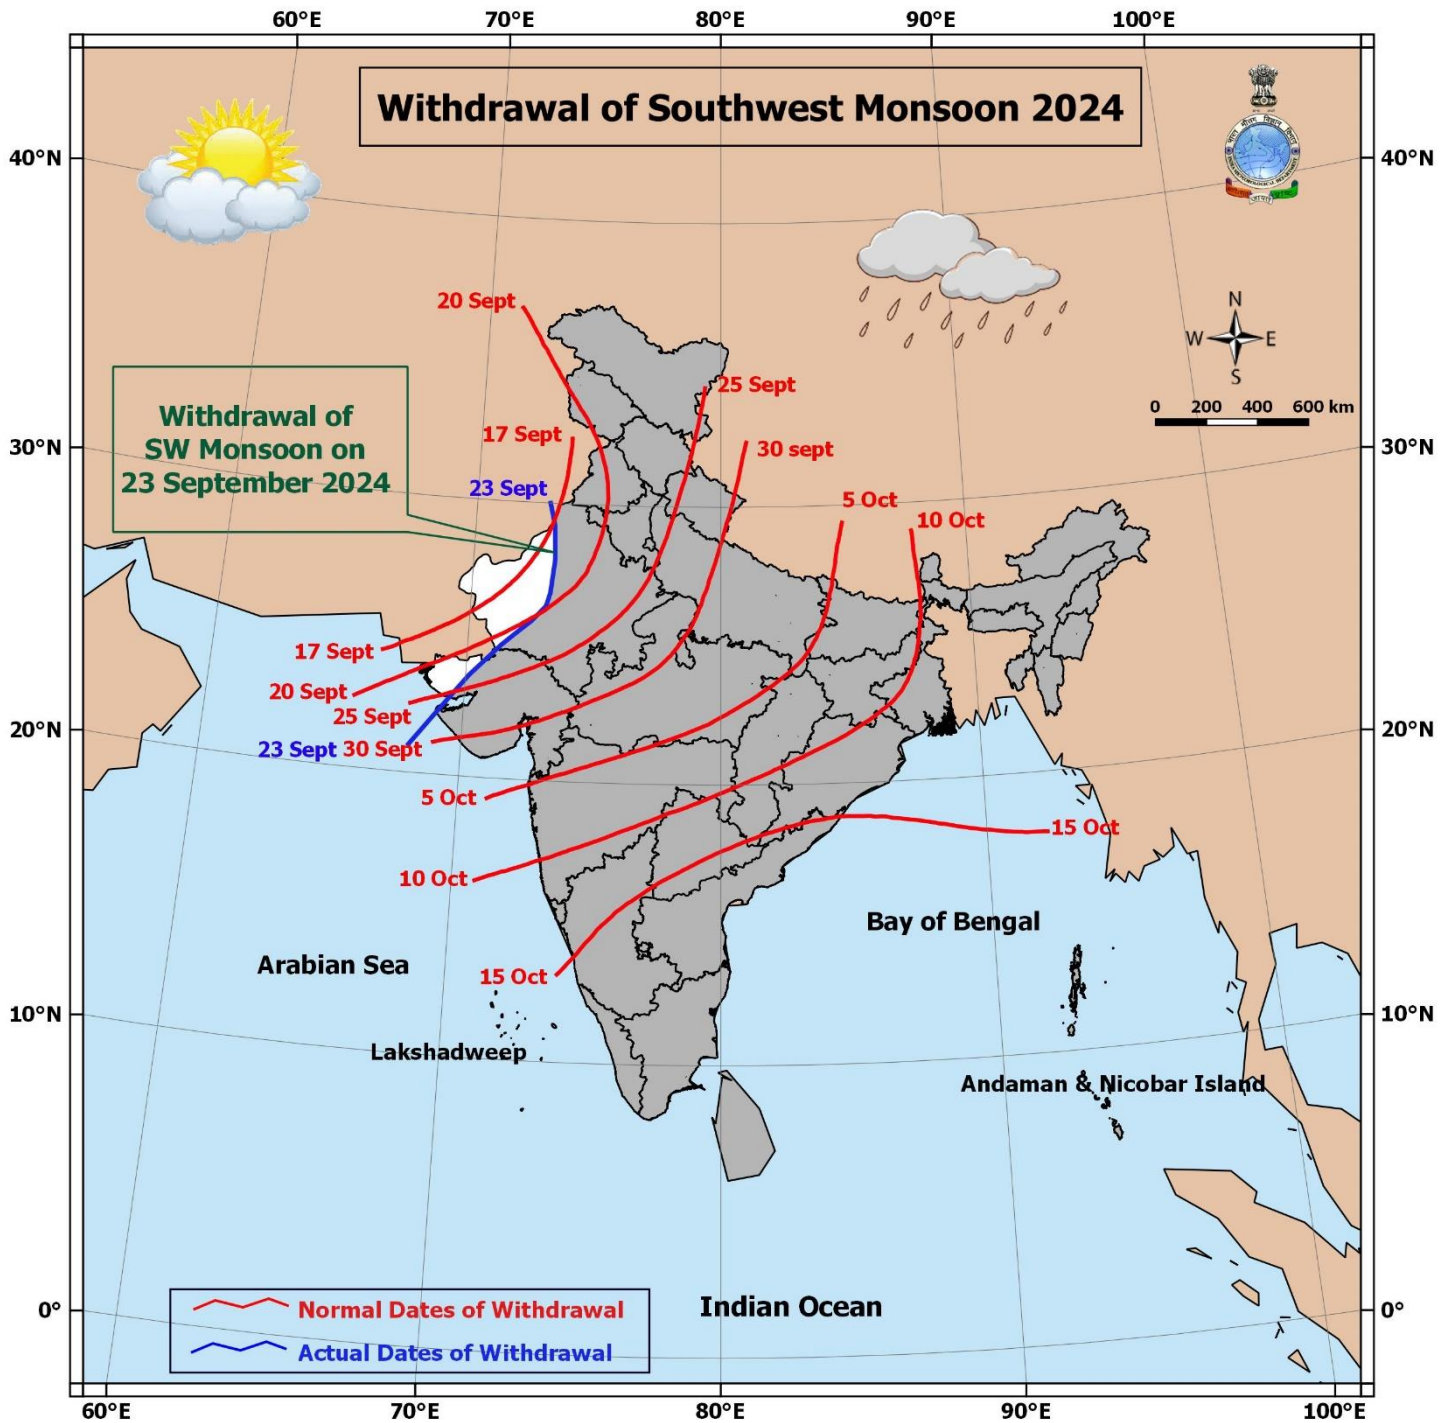 60°E 70°E 80°E 90°E 100°E
Withdrawal of Southwest Monsoon 2024
40°N 40°N
N
W E
S
20 Sept
0 200 400 600 km
25 Sept
Withdrawal of
SW Monsoon on
23 September 2024
17 Sept
30°N 30 sept 30°N
23 Sept
5 Oct
10 Oct
17 Sept
20 Sept
25 Sept
20°N 20°N
23 Sept 30 Sept
5 Oct
15 Oct
10 Oct
Bay of Bengal
Arabian Sea
15 Oct
10°N 10°N
Lakshadweep
Andaman & Nicobar Island
Indian Ocean
0° 0°
Normal Dates of Withdrawal
Actual Dates of Withdrawal
60°E 70°E 80°E 90°E 100°E